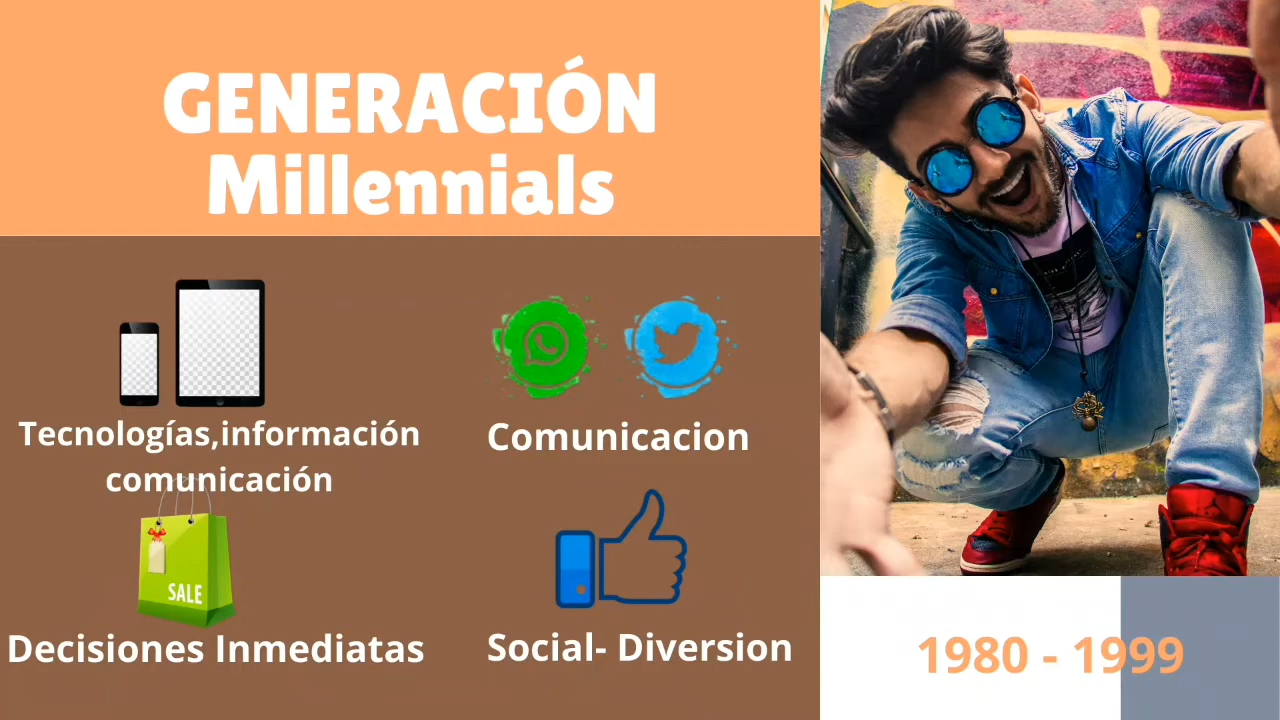 GENERACIÓN
Millennials
Tecnologías,información
comunicación
Comunicacion
SALE
Decisiones Inmediatas
Social- Diversion
1980 - 1999